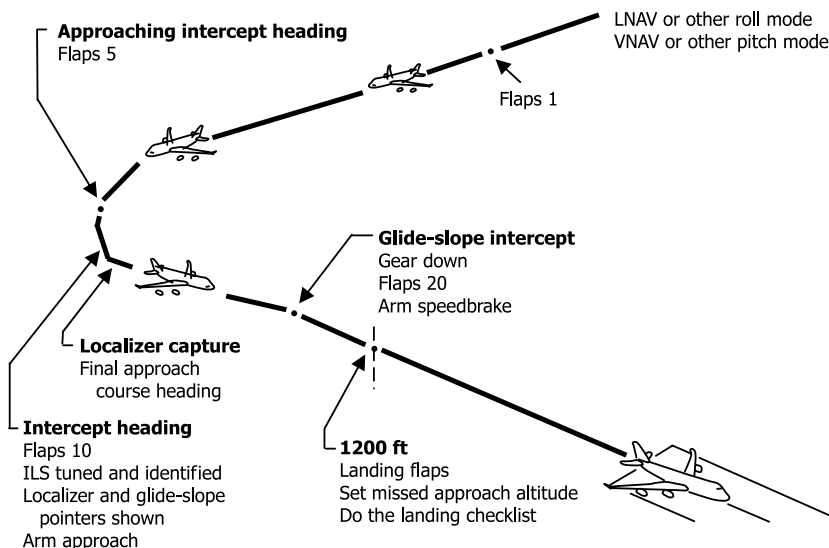 LNAV or other roll mode
VNAV or other pitch mode
Flaps 1
Approaching intercept heading
Flaps 5
Glide-slope intercept
Gear down
Flaps 20
Arm speedbrake
Localizer capture
Final approach
course heading
Intercept heading
Flaps 10
ILS tuned and identified
Localizer and glide-slope
pointers shown
Arm approach
1200 ft
Landing flaps
Set missed approach altitude
Do the landing checklist